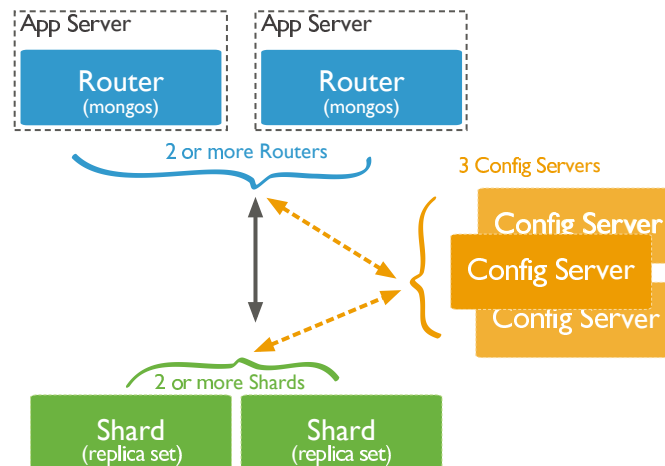 App Server
App Server
Router
(mongos)
Router
(mongos)
2 or more Routers
3 Config Servers
Config Server
Config Server
Config Server
2 or more Shards
Shard
(replica set)
Shard
(replica set)